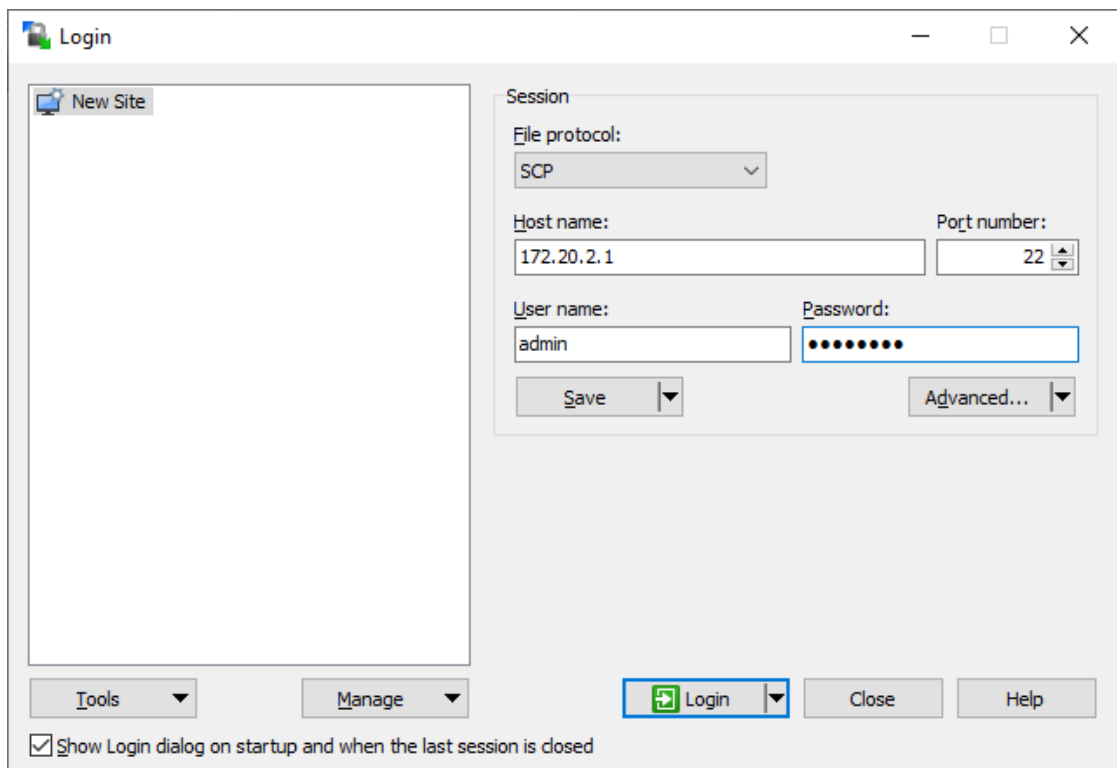 Login
New Site
Session
File protocol:
SCP
Host name:
Port number:
172.20.2.1
22
User name:
Password:
admin
••••••••
Save
Advanced...
Tools
Manage
Login
Close
Help
Show Login dialog on startup and when the last session is closed